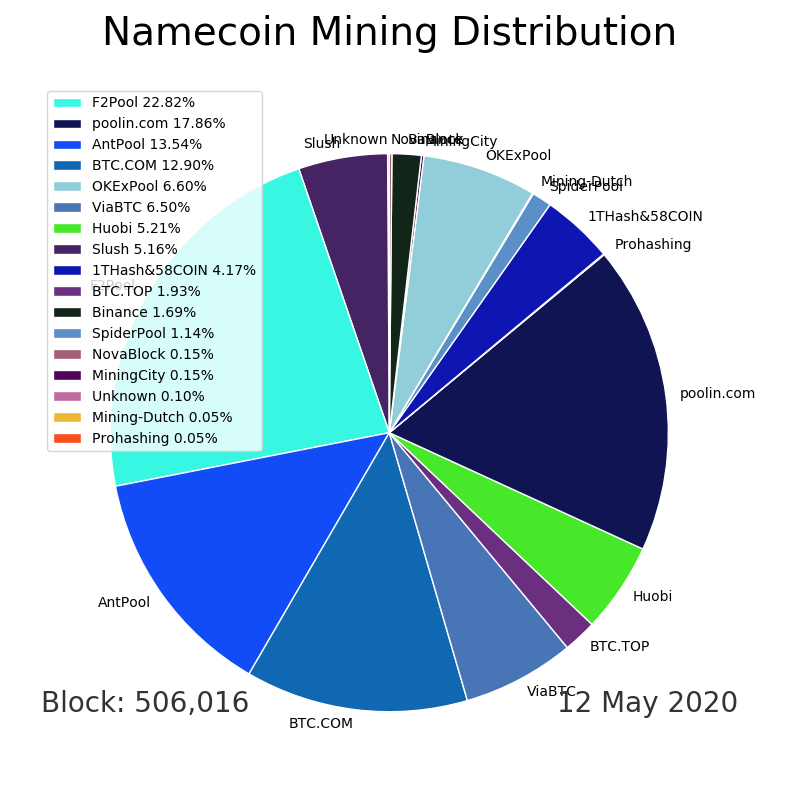 Namecoin Mining Distribution
F2Pool 22.82%
poolin.com 17.86%
AntPool 13.54%
BTC.COM 12.90%
OKExPool 6.60%
ViaBTC 6.50%
Huobi 5.21%
Slush 5.16%
1THash&58COIN 4.17%
BTC.TOP 1.93%
Binance 1.69%
SpiderPool 1.14%
NovaBlock 0.15%
MiningCity 0.15%
Unknown 0.10%
Mining-Dutch 0.05%
Prohashing 0.05%
Slush
Unknown
NovaBlock
Binance
MiningCity
OKExPool
Mining-Dutch
SpiderPool
1THash&58COIN
Prohashing
F2Pool
poolin.com
Huobi
AntPool
BTC.TOP
ViaBTC
BTC.COM
Block: 506,016
12 May 2020